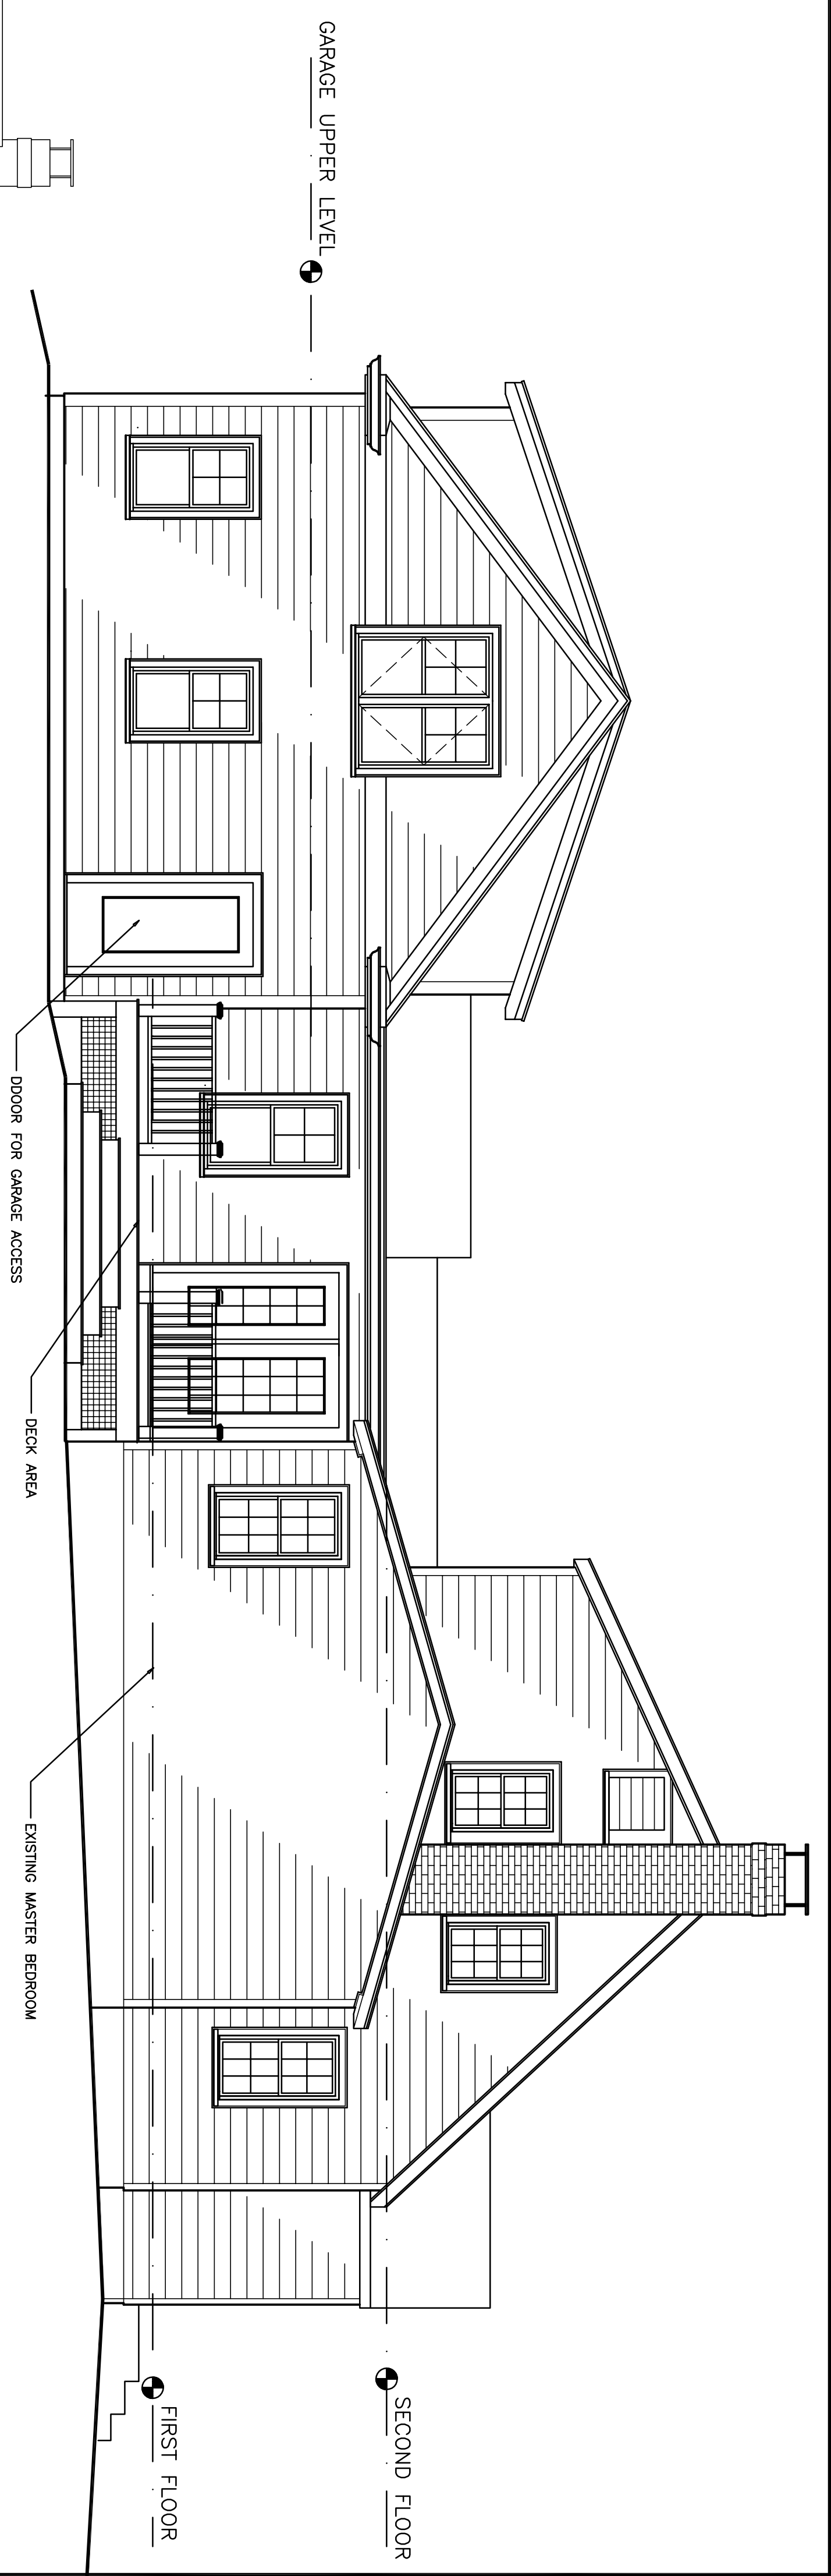 GARAGE UPPER LEVEL
SECOND FLOOR
FIRST FLOOR
DDOOR FOR GARAGE ACCESS
DECK AREA
EXISTING MASTER BEDROOM